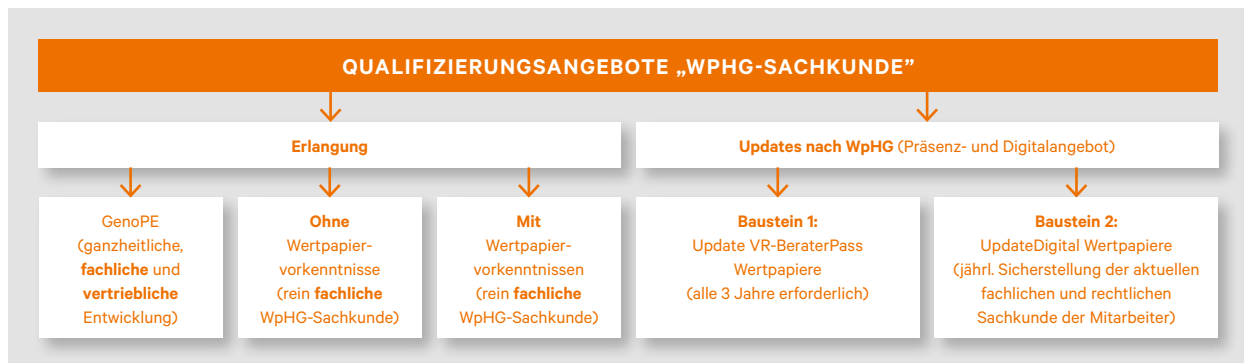 QUALIFIZIERUNGSANGEBOTE „WPHG-SACHKUNDE”
Erlangung
Updates nach WpHG (Präsenz- und Digitalangebot)
GenoPE
(ganzheitliche,
fachliche und
vertriebliche
Entwicklung)
Ohne
Wertpapier-
vorkenntnisse
(rein fachliche
WpHG-Sachkunde)
Mit
Wertpapier-
vorkenntnissen
(rein fachliche
WpHG-Sachkunde)
Baustein 1:
Update VR-BeraterPass
Wertpapiere
(alle 3 Jahre erforderlich)
Baustein 2:
UpdateDigital Wertpapiere
(jährl. Sicherstellung der aktuellen
fachlichen und rechtlichen
Sachkunde der Mitarbeiter)